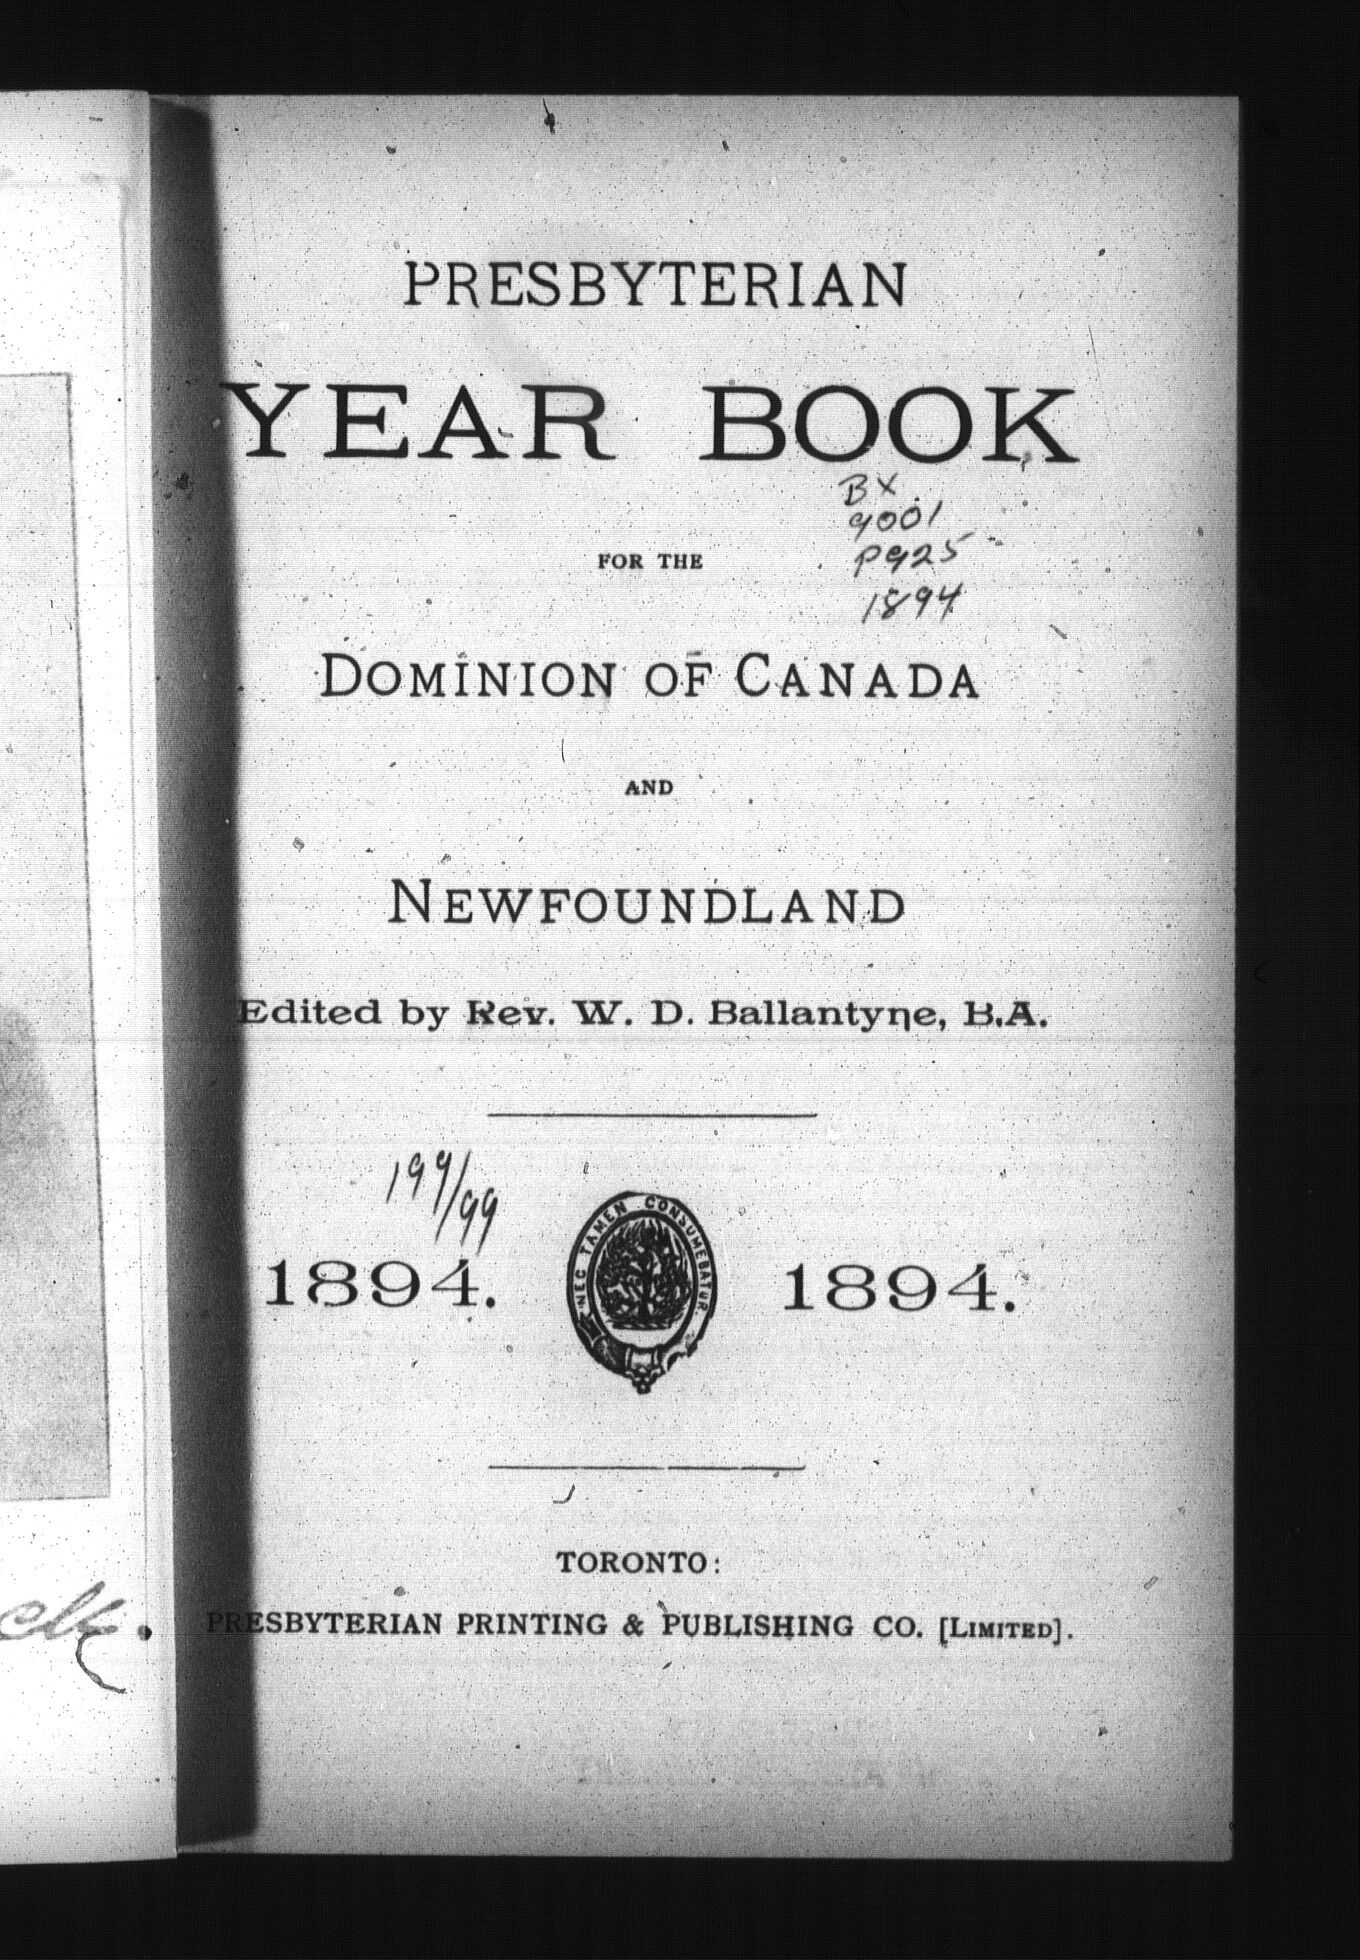 PRESBYTERIAN
YEAR BOOK
BX
9001
P925
1894
FOR THE
DOMINION OF CANADA
AND
NEWFOUNDLAND
Edited by Rev. W. D. Ballantyne, B.A.
199/99
1894.
NEC TAMEN CONSUMEBATUR
1894.
TORONTO:
PRESBYTERIAN PRINTING & PUBLISHING CO. [LIMITED].